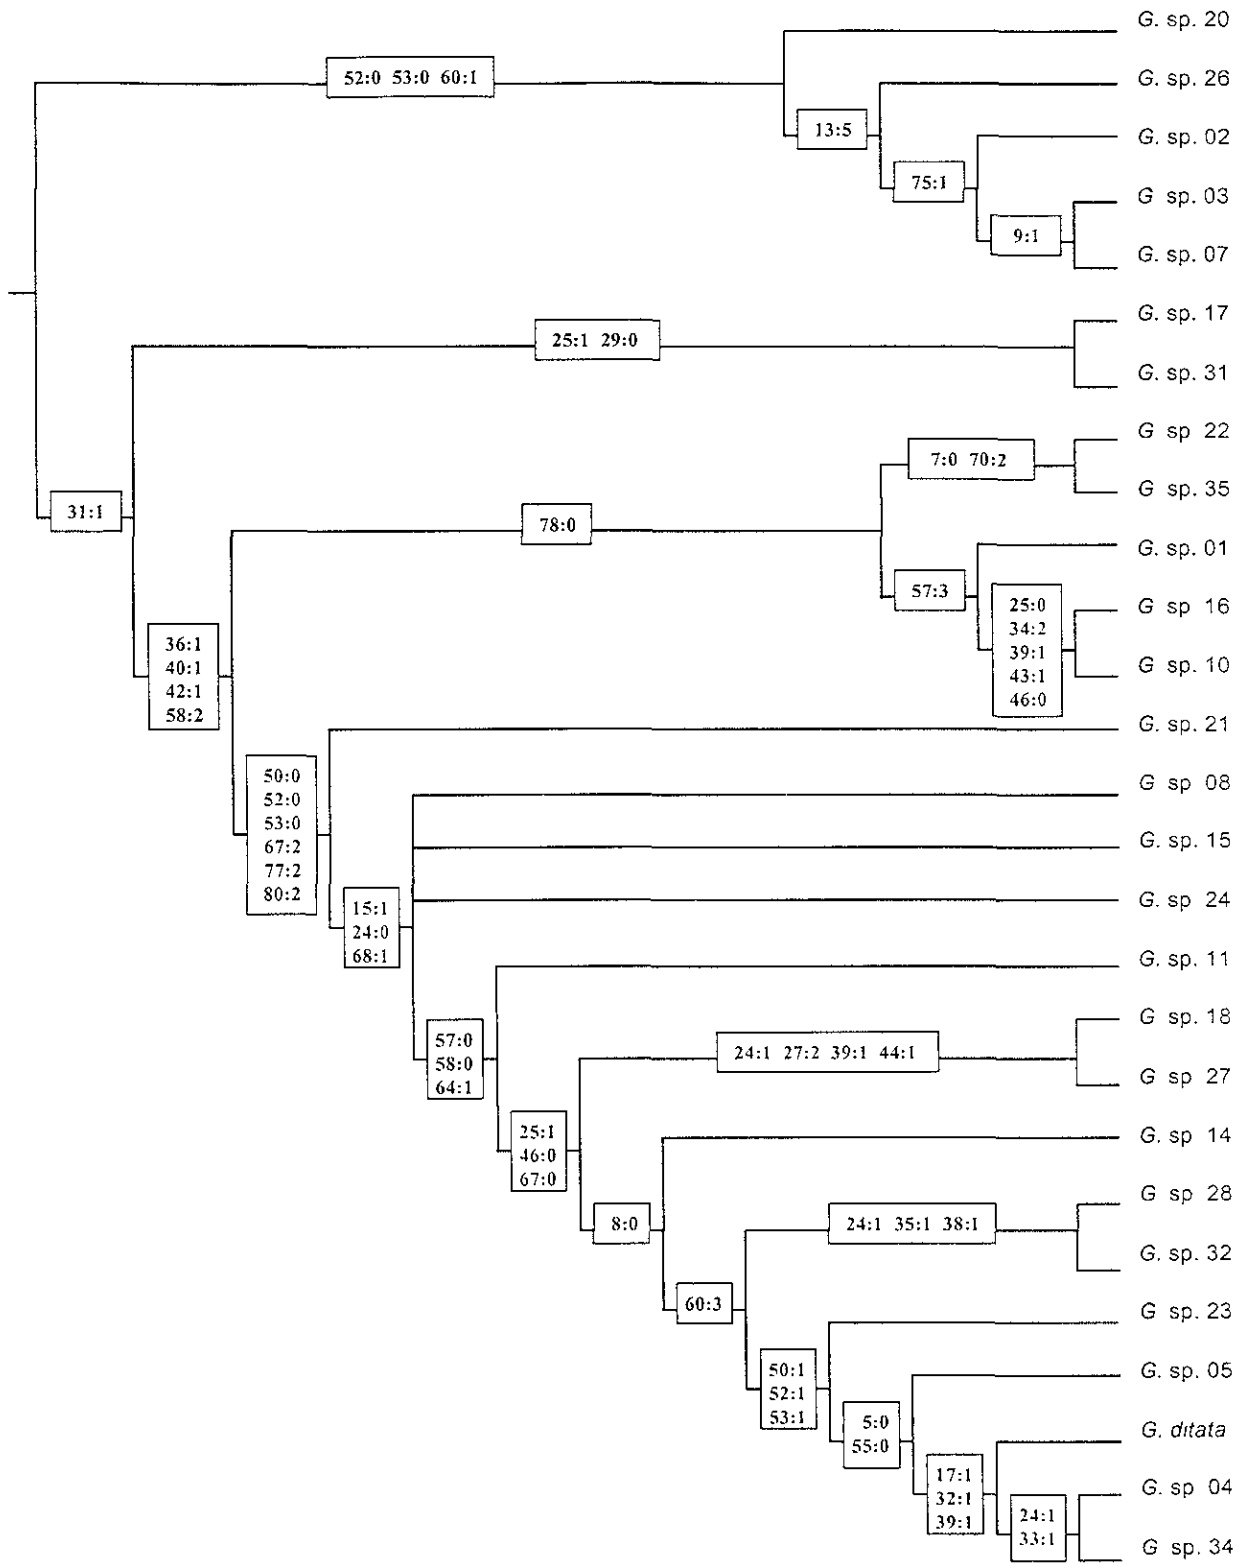 G. sp. 20
52:0 53:0 60:1
G. sp. 26
13:5
G. sp. 02
75:1
G sp. 03
9:1
G. sp. 07
G. sp. 17
25:1 29:0
G. sp. 31
G sp 22
7:0 70:2
G sp. 35
31:1
78:0
G. sp. 01
57:3
25:0
34:2
39:1
43:1
46:0
G sp 16
G sp. 10
36:1
40:1
42:1
58:2
G. sp. 21
50:0
52:0
53:0
67:2
77:2
80:2
G sp 08
G. sp. 15
G. sp 24
15:1
24:0
68:1
G. sp. 11
57:0
58:0
64:1
G sp. 18
24:1 27:2 39:1 44:1
G sp 27
25:1
46:0
67:0
G. sp 14
8:0
G sp 28
24:1 35:1 38:1
G. sp. 32
60:3
G sp. 23
50:1
52:1
53:1
G. sp. 05
5:0
55:0
G. ditata
17:1
32:1
39:1
G. sp 04
24:1
33:1
G sp. 34